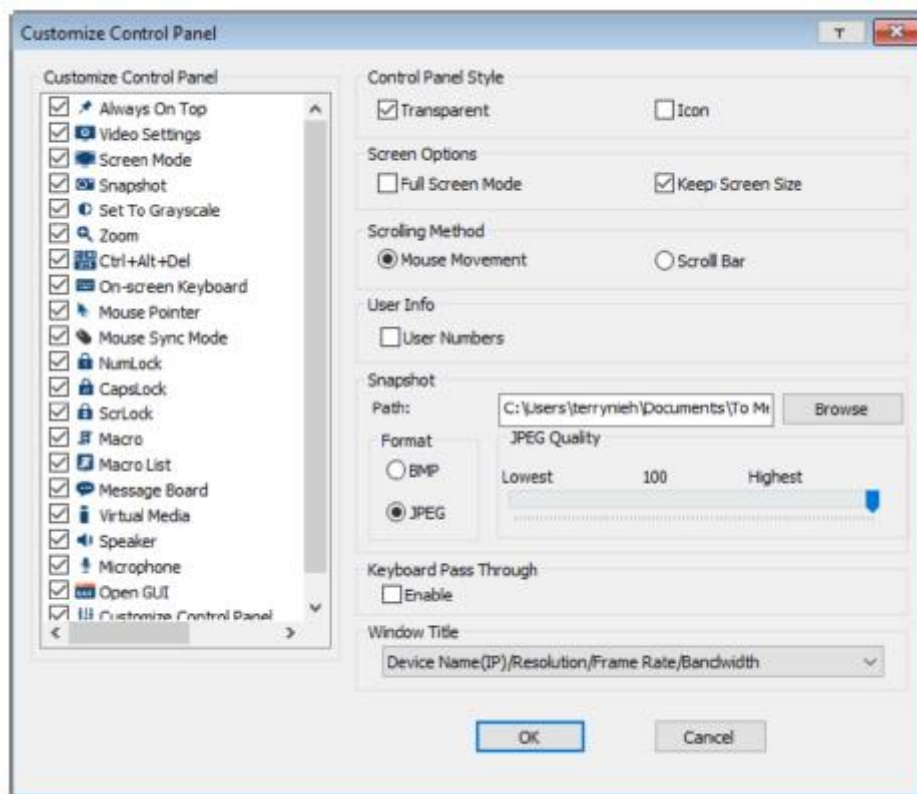 Customize Control Panel
Customize Control Panel
Always On Top
Video Settings
Screen Mode
Snapshot
Set To Grayscale
Zoom
Ctrl+Alt+Del
On-screen Keyboard
Mouse Pointer
Mouse Sync Mode
NumLock
CapsLock
ScrLock
Macro
Macro List
Message Board
Virtual Media
Speaker
Microphone
Open GUI
Customize Control Panel
Control Panel Style
Transparent Icon
Screen Options
Full Screen Mode Keep Screen Size
Scrolling Method
Mouse Movement Scroll Bar
User Info
User Numbers
Snapshot
Path: C:\Users\terrynieh\Documents\To Me Browse
Format JPEG Quality
BMP Lowest 100 Highest
JPEG
Keyboard Pass Through
Enable
Window Title
Device Name(IP)/Resolution/Frame Rate/Bandwidth
OK Cancel